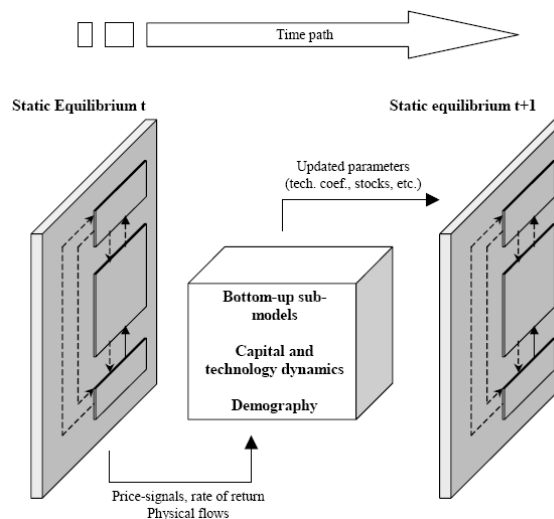 Time path
Static Equilibrium t
Static equilibrium t+1
Updated parameters
(tech. coef., stocks, etc.)
Bottom-up sub-
models
Capital and
technology dynamics
Demography
Price-signals, rate of return
Physical flows